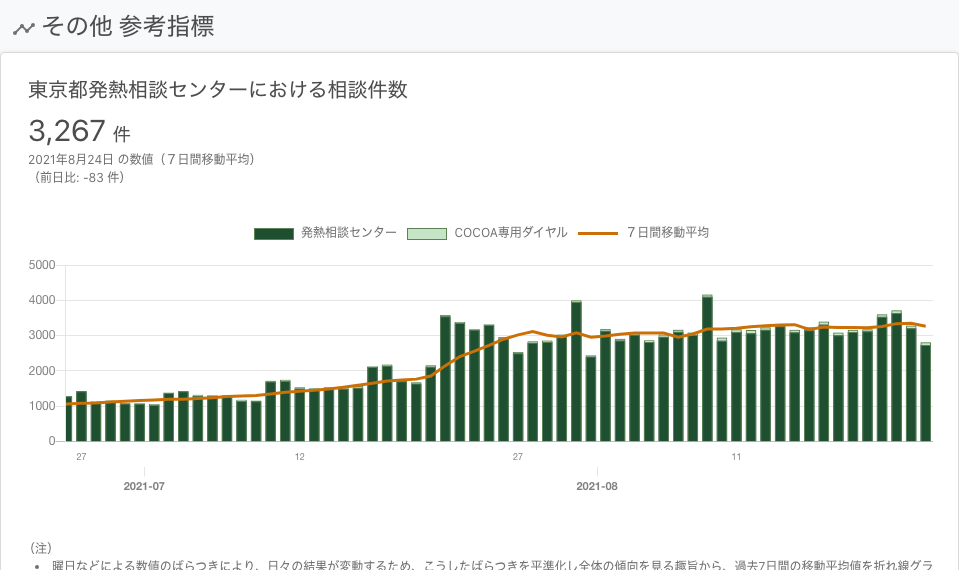 その他 参考指標
東京都発熱相談センターにおける相談件数
3,267 件
2021年8月24日 の数値（７日間移動平均）
（前日比: -83 件）
発熱相談センター COCOA専用ダイヤル ７日間移動平均
5000
4000
3000
2000
1000
0
27 12 27 11
2021-07 2021-08
（注）
• 曜日などによる数値のばらつきにより、日々の結果が変動するため、こうしたばらつきを平準化し全体の傾向を見る趣旨から、過去7日間の移動平均値を折れ線グラ